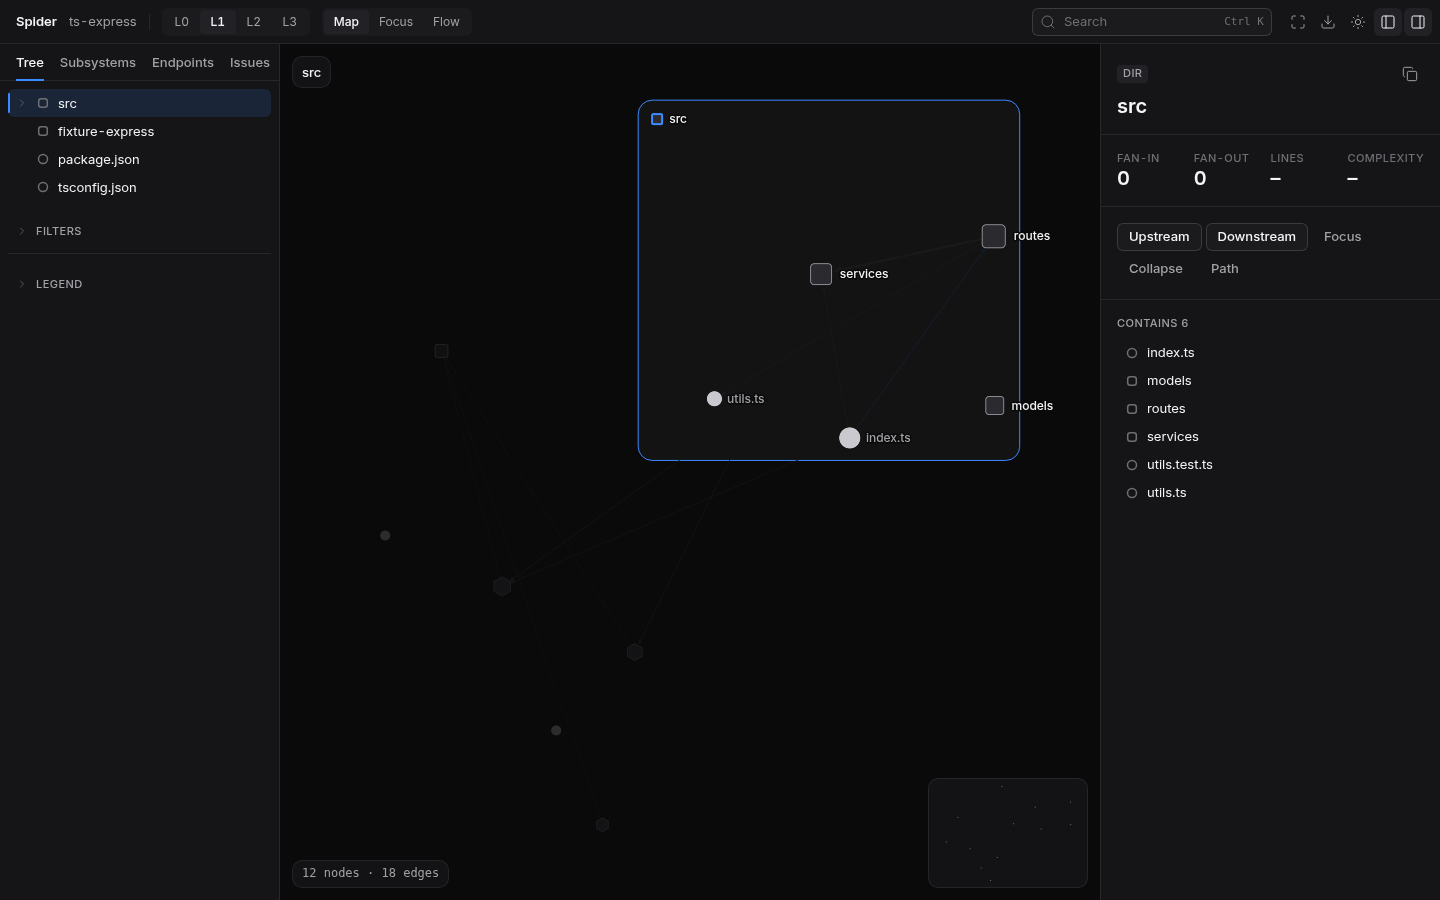 Spider ts-express L0 L1 L2 L3 Map Focus Flow Search Ctrl K
Tree Subsystems Endpoints Issues
src
fixture-express
package.json
tsconfig.json
FILTERS
LEGEND
src
src
routes
services
utils.ts
models
index.ts
12 nodes · 18 edges
DIR
src
FAN-IN FAN-OUT LINES COMPLEXITY
0 0 – –
Upstream Downstream Focus
Collapse Path
CONTAINS 6
index.ts
models
routes
services
utils.test.ts
utils.ts